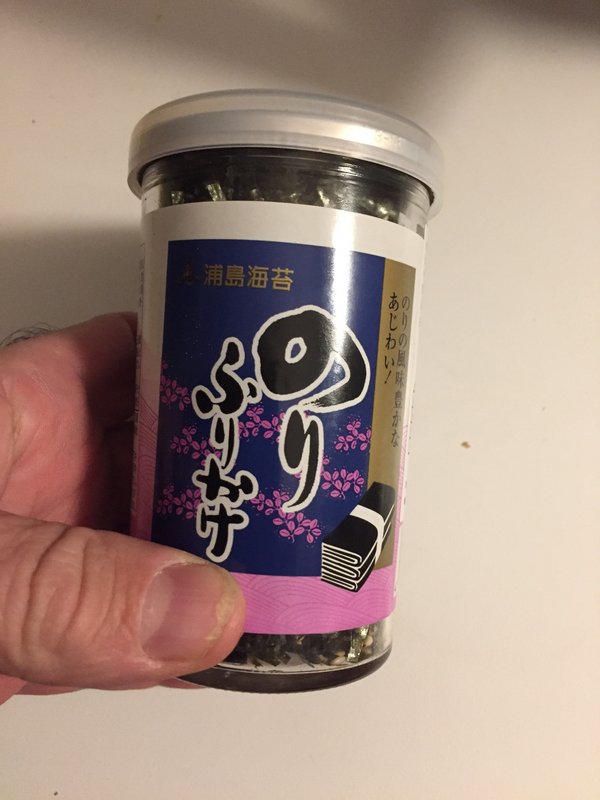 浦島海苔
のり
ふりかけ
のりの風味豊かな
あじわい!